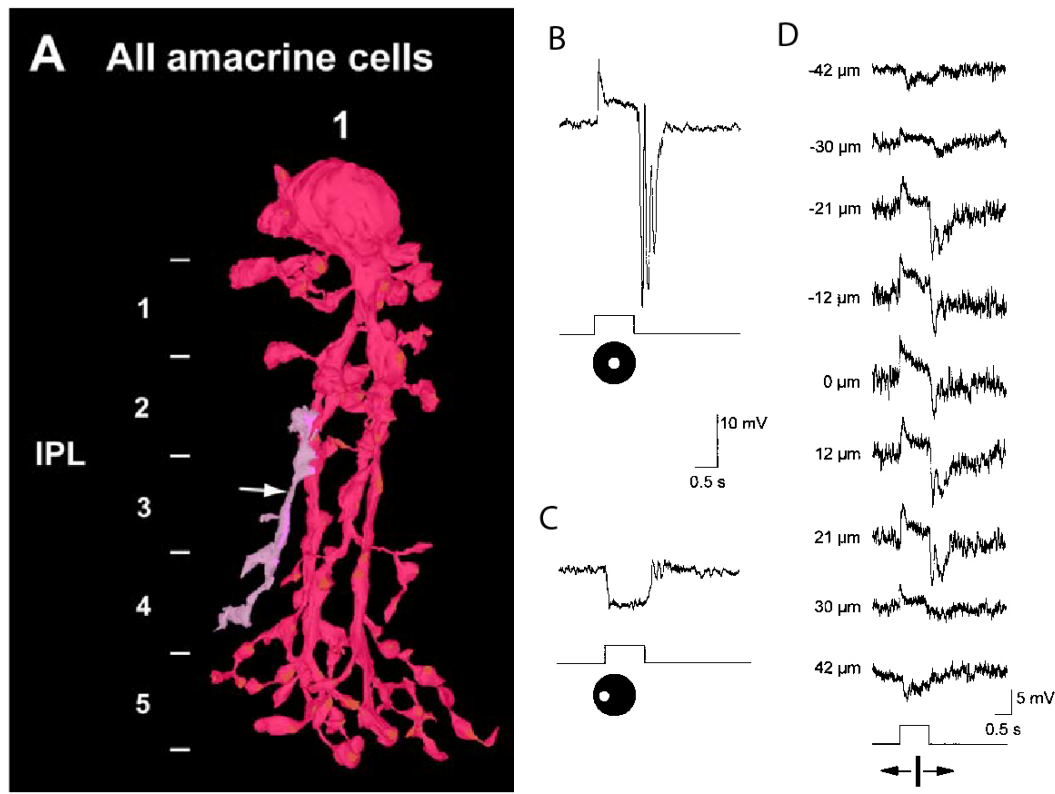 A All amacrine cells
1
1
2
IPL
3
4
5
B
10 mV
0.5 s
C
D
-42 µm
-30 µm
-21 µm
-12 µm
0 µm
12 µm
21 µm
30 µm
42 µm
5 mV
0.5 s